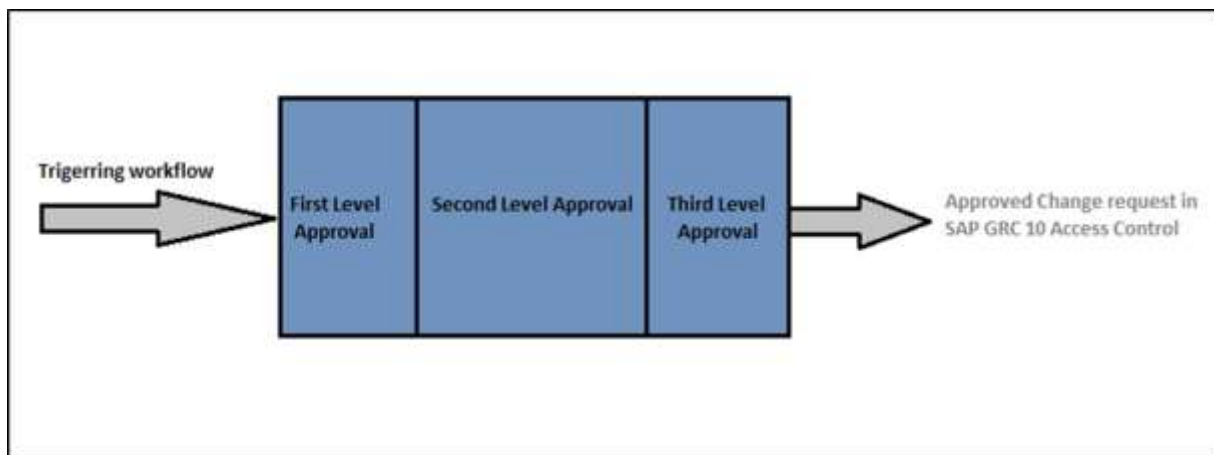 Trigerring workflow
First Level
Approval
Second Level Approval
Third Level
Approval
Approved Change request in
SAP GRC 10 Access Control